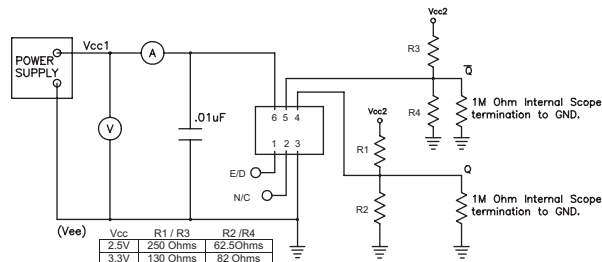 Vcc2
R3
Vcc1
A
POWER
SUPPLY
Q
R4
1M Ohm Internal Scope
termination to GND.
.01uF
V
6 5 4
1 2 3
Vcc2
R1
E/D
N/C
Q
R2
1M Ohm Internal Scope
termination to GND.
(Vee)
Vcc R1 / R3 R2 /R4
2.5V 250 Ohms 62.5Ohms
3.3V 130 Ohms 82 Ohms